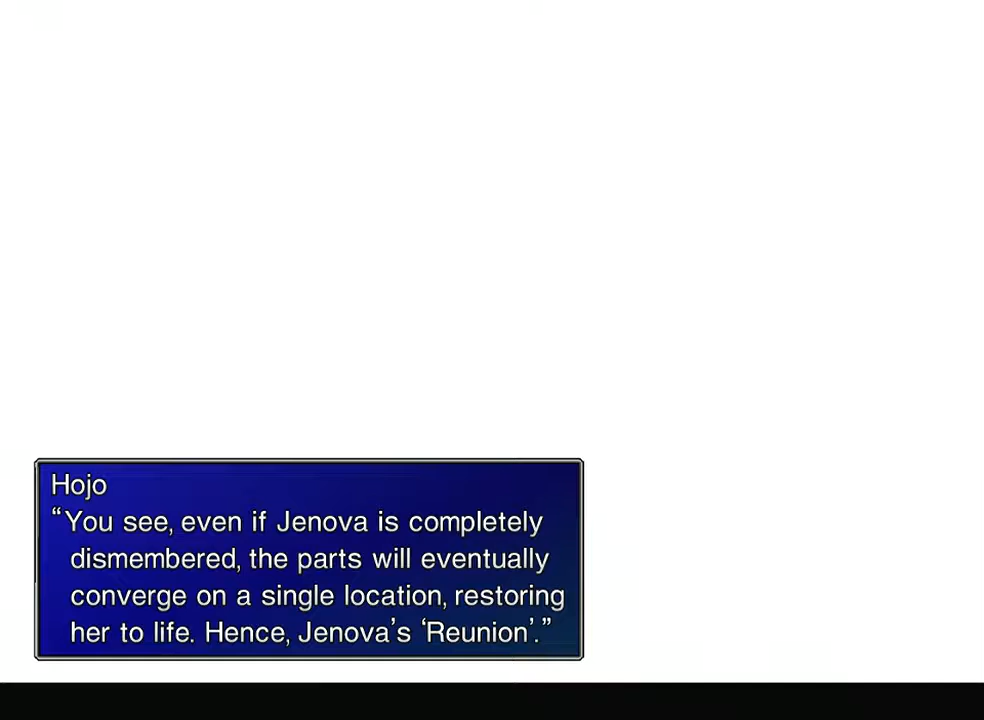 Hojo
“You see, even if Jenova is completely
dismembered, the parts will eventually
converge on a single location, restoring
her to life. Hence, Jenova’s ‘Reunion’.”